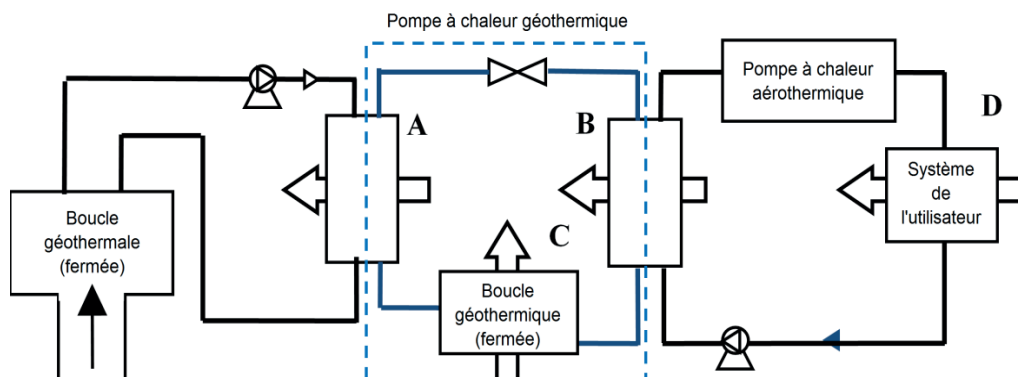 Pompe à chaleur géothermique
Pompe à chaleur
aérothermique
A
B
D
Système
de
l'utilisateur
Boucle
géothermale
(fermée)
C
Boucle
géothermique
(fermée)